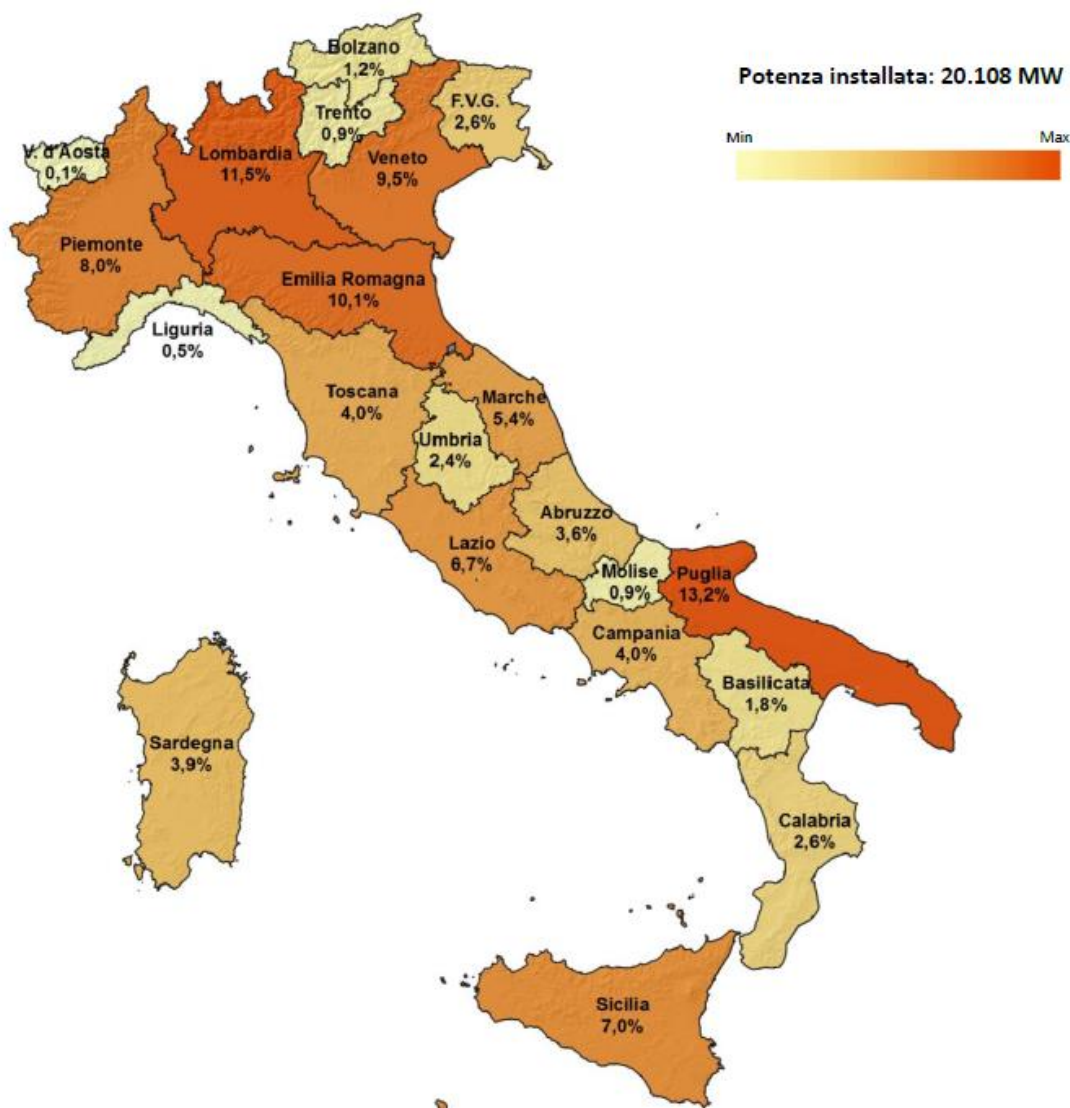 Potenza installata: 20.108 MW
Min
Max
Bolzano
1,2%
Trento
0,9%
F.V.G.
2,6%
V. d'Aosta
0,1%
Lombardia
11,5%
Veneto
9,5%
Piemonte
8,0%
Emilia Romagna
10,1%
Liguria
0,5%
Toscana
4,0%
Marche
5,4%
Umbria
2,4%
Abruzzo
3,6%
Lazio
6,7%
Molise
0,9%
Puglia
13,2%
Campania
4,0%
Basilicata
1,8%
Sardegna
3,9%
Calabria
2,6%
Sicilia
7,0%